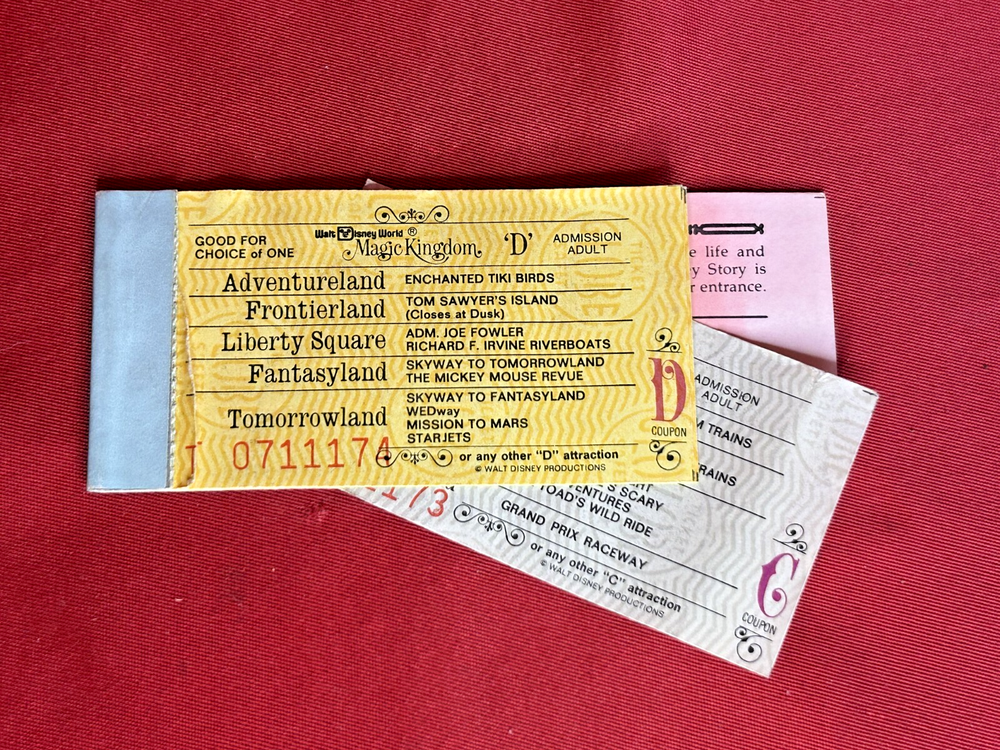 GOOD FOR
CHOICE of ONE
Walt Disney World ®
Magic Kingdom
'D'
ADMISSION
ADULT
Adventureland ENCHANTED TIKI BIRDS
Frontierland TOM SAWYER'S ISLAND
(Closes at Dusk)
Liberty Square ADM. JOE FOWLER
RICHARD F. IRVINE RIVERBOATS
Fantasyland SKYWAY TO TOMORROWLAND
THE MICKEY MOUSE REVUE
Tomorrowland SKYWAY TO FANTASYLAND
WEDway
MISSION TO MARS
STAR JETS
J 0711174
or any other "D" attraction
© WALT DISNEY PRODUCTIONS
D
COUPON
e life and
y Story is
r entrance.
ADMISSION
ADULT
M TRAINS
RAINS
S SCARY
VENTURES
TOAD'S WILD RIDE
GRAND PRIX RACEWAY
1173
or any other "C" attraction
© WALT DISNEY PRODUCTIONS
C
COUPON